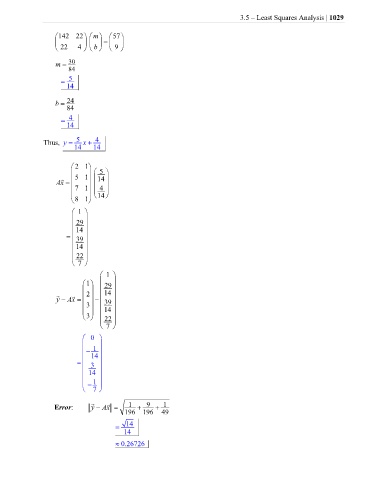 3.5 – Least Squares Analysis | 1029
(142 22; 22 4)(m; b) = (57; 9)
m = 30/84
= 5/14
b = 24/84
= 4/14
Thus, y = 5/14 x + 4/14
Ax̄ = (2 1; 5 1; 7 1; 8 1)(5/14; 4/14)
= (1; 29/14; 39/14; 22/7)
ȳ − Ax̄ = (1; 2; 3; 3) − (1; 29/14; 39/14; 22/7)
= (0; −1/14; 3/14; −1/7)
Error: ‖ȳ − Ax̄‖ = √(1/196 + 9/196 + 1/49)
= √14/14
≈ 0.26726